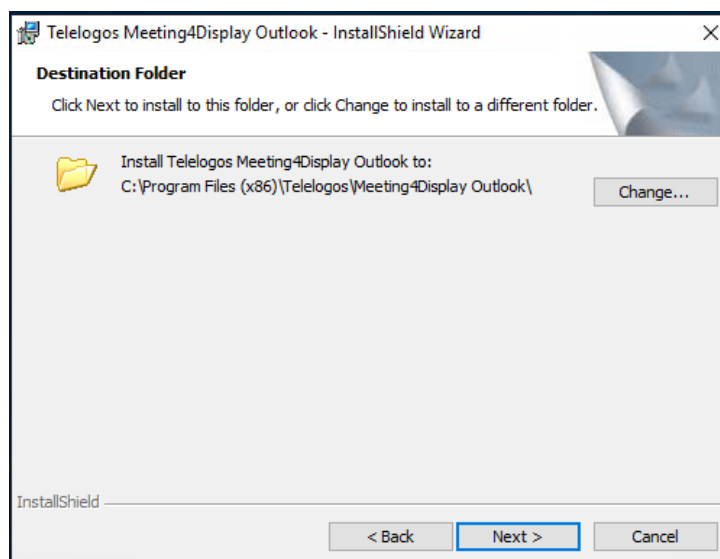 Telelogos Meeting4Display Outlook - InstallShield Wizard
Destination Folder
Click Next to install to this folder, or click Change to install to a different folder.
Install Telelogos Meeting4Display Outlook to:
C:\Program Files (x86)\Telelogos\Meeting4Display Outlook\
Change...
InstallShield
< Back
Next >
Cancel